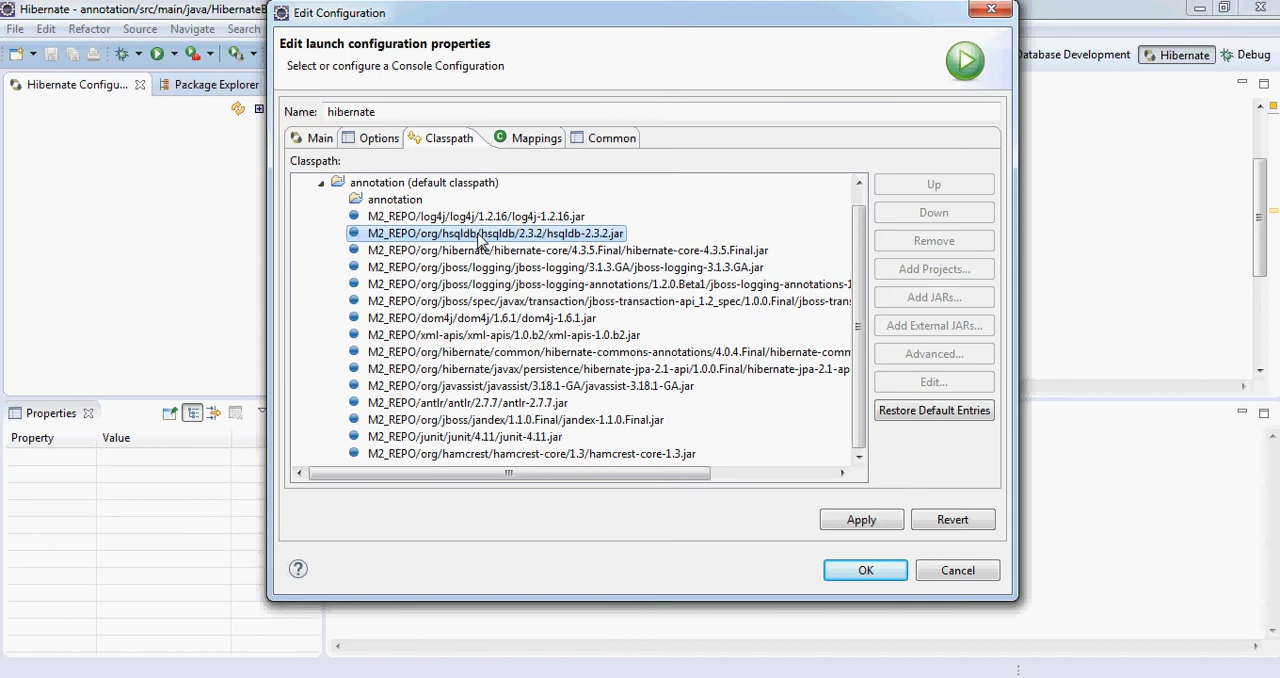 Hibernate - annotation/src/main/java/HibernateE
File Edit Refactor Source Navigate Search
Database Development Hibernate Debug
Hibernate Configu... Package Explorer
Edit Configuration
Edit launch configuration properties
Select or configure a Console Configuration
Name: hibernate
Main Options Classpath Mappings Common
Classpath:
annotation (default classpath)
annotation
M2_REPO/log4j/log4j/1.2.16/log4j-1.2.16.jar
M2_REPO/org/hsqldb/hsqldb/2.3.2/hsqldb-2.3.2.jar
M2_REPO/org/hibernate/hibernate-core/4.3.5.Final/hibernate-core-4.3.5.Final.jar
M2_REPO/org/jboss/logging/jboss-logging/3.1.3.GA/jboss-logging-3.1.3.GA.jar
M2_REPO/org/jboss/logging/jboss-logging-annotations/1.2.0.Beta1/jboss-logging-annotations-1
M2_REPO/org/jboss/spec/javax/transaction/jboss-transaction-api_1.2_spec/1.0.0.Final/jboss-trans
M2_REPO/dom4j/dom4j/1.6.1/dom4j-1.6.1.jar
M2_REPO/xml-apis/xml-apis/1.0.b2/xml-apis-1.0.b2.jar
M2_REPO/org/hibernate/common/hibernate-commons-annotations/4.0.4.Final/hibernate-comm
M2_REPO/org/hibernate/javax/persistence/hibernate-jpa-2.1-api/1.0.0.Final/hibernate-jpa-2.1-ap
M2_REPO/org/javassist/javassist/3.18.1-GA/javassist-3.18.1-GA.jar
M2_REPO/antlr/antlr/2.7.7/antlr-2.7.7.jar
M2_REPO/org/jboss/jandex/1.1.0.Final/jandex-1.1.0.Final.jar
M2_REPO/junit/junit/4.11/junit-4.11.jar
M2_REPO/org/hamcrest/hamcrest-core/1.3/hamcrest-core-1.3.jar
Up
Down
Remove
Add Projects...
Add JARs...
Add External JARs...
Advanced...
Edit...
Restore Default Entries
Apply Revert
OK Cancel
Properties
Property Value